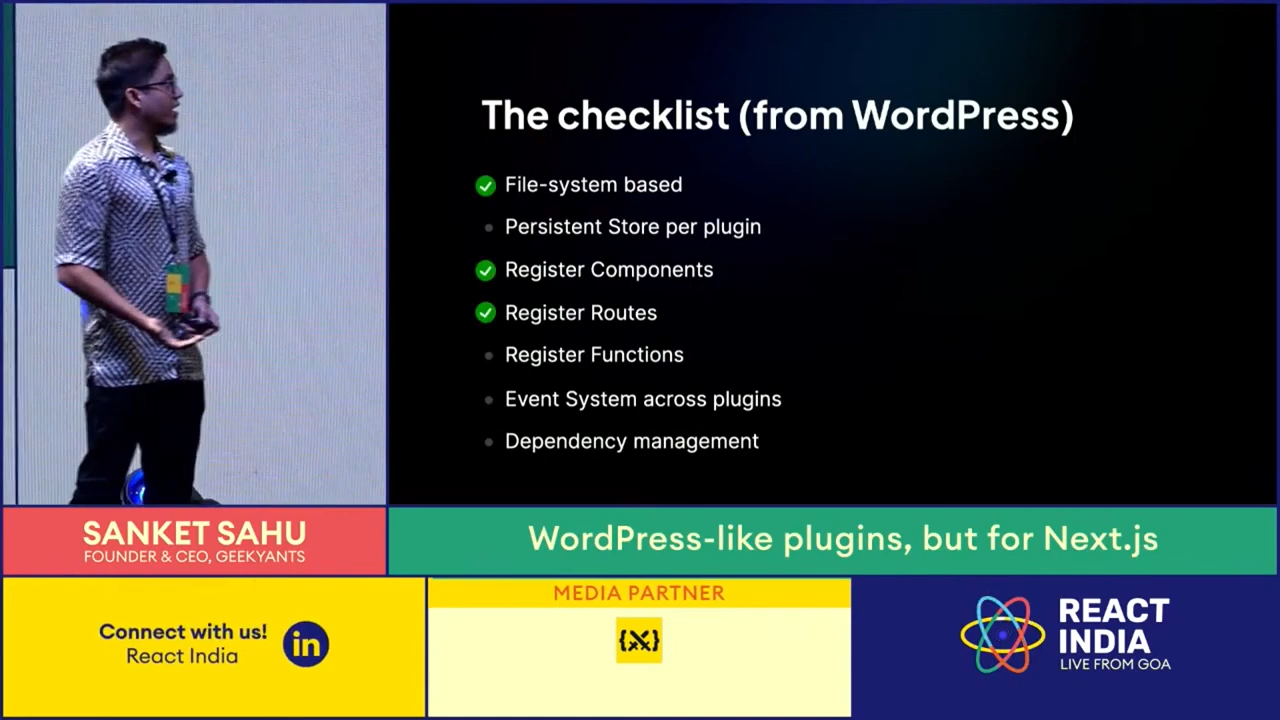 The checklist (from WordPress)
File-system based
Persistent Store per plugin
Register Components
Register Routes
Register Functions
Event System across plugins
Dependency management
SANKET SAHU
FOUNDER & CEO, GEEKYANTS
WordPress-like plugins, but for Next.js
Connect with us!
React India
in
MEDIA PARTNER
{X}
REACT
INDIA
LIVE FROM GOA